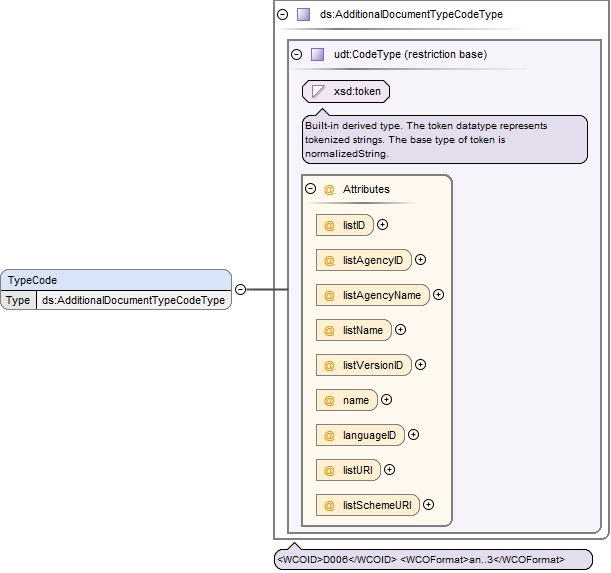 ds:AdditionalDocumentTypeCodeType
udt:CodeType (restriction base)
xsd:token
Built-in derived type. The token datatype represents
tokenized strings. The base type of token is
normalizedString.
@ Attributes
@ listID
@ listAgencyID
@ listAgencyName
@ listName
@ listVersionID
@ name
@ languageID
@ listURI
@ listSchemeURI
TypeCode
Type ds:AdditionalDocumentTypeCodeType
<WCOID>D006</WCOID> <WCOFormat>an..3</WCOFormat>